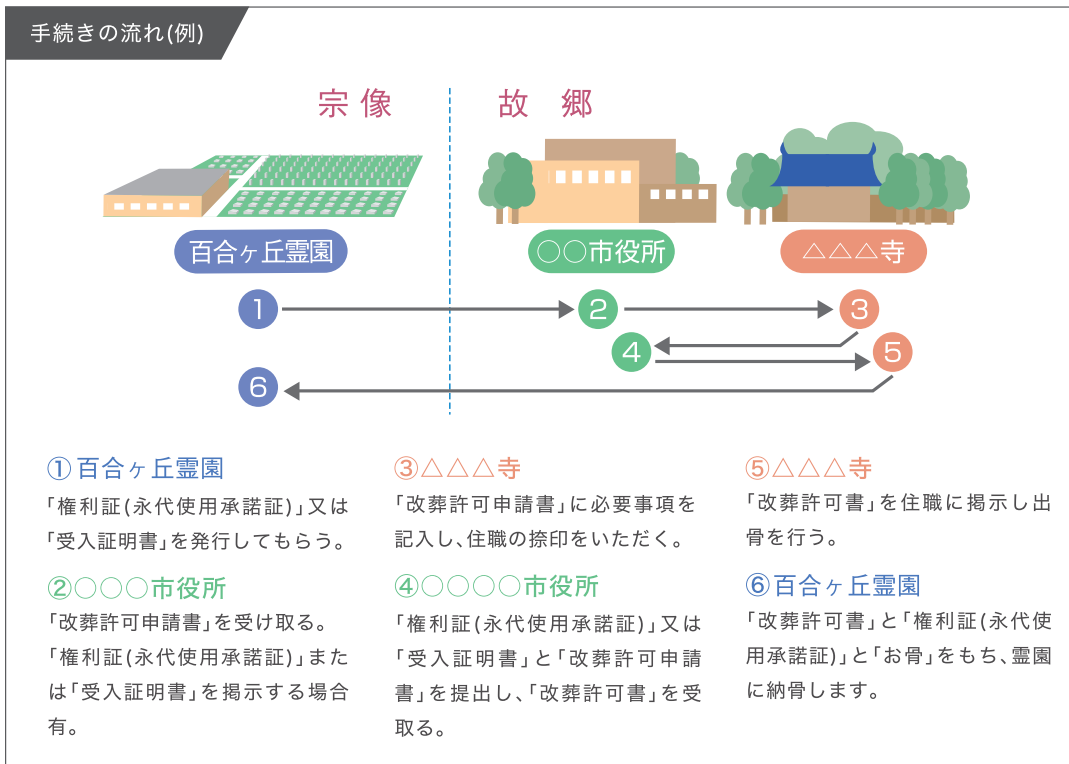 手続きの流れ(例)
宗像
故 郷
百合ヶ丘霊園
○○市役所
△△△寺
1
2
3
4
5
6
①百合ヶ丘霊園
「権利証(永代使用承諾証)」又は
「受入証明書」を発行してもらう。
②○○○市役所
「改葬許可申請書」を受け取る。
「権利証(永代使用承諾証)」また
は「受入証明書」を掲示する場合
有。
③△△△寺
「改葬許可申請書」に必要事項を
記入し、住職の捺印をいただく。
④○○○○市役所
「権利証(永代使用承諾証)」又は
「受入証明書」と「改葬許可申請
書」を提出し、「改葬許可書」を受
取る。
⑤△△△寺
「改葬許可書」を住職に掲示し出
骨を行う。
⑥百合ヶ丘霊園
「改葬許可書」と「権利証(永代使
用承諾証)」と「お骨」をもち、霊園
に納骨します。